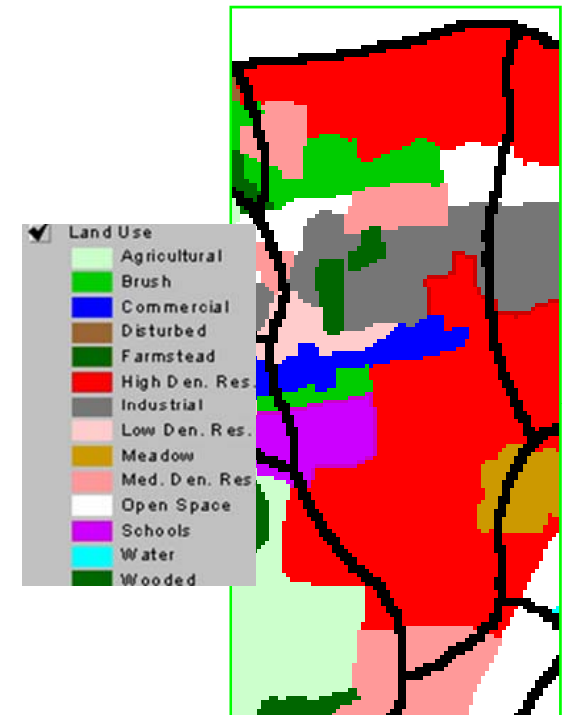 Land Use
Agricultural
Brush
Commercial
Disturbed
Farmstead
High Den. Res.
Industrial
Low Den. Res.
Meadow
Med. Den. Res
Open Space
Schools
Water
Wooded